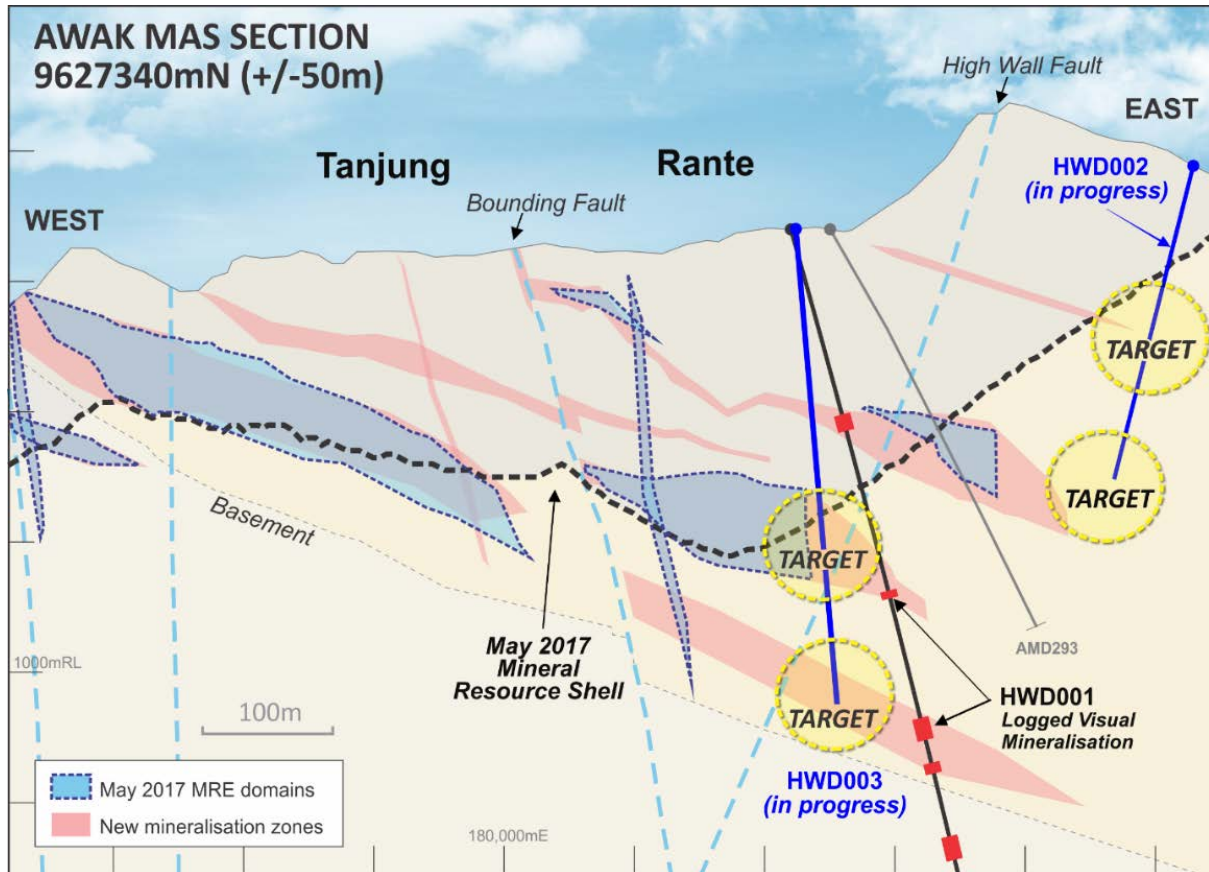 AWAK MAS SECTION
9627340mN (+/-50m)
High Wall Fault
EAST
Tanjung
Rante
HWD002
(in progress)
WEST
Bounding Fault
TARGET
TARGET
Basement
TARGET
May 2017
Mineral
Resource Shell
AMD293
1000mRL
HWD001
Logged Visual
Mineralisation
TARGET
100m
HWD003
(in progress)
May 2017 MRE domains
New mineralisation zones
180,000mE